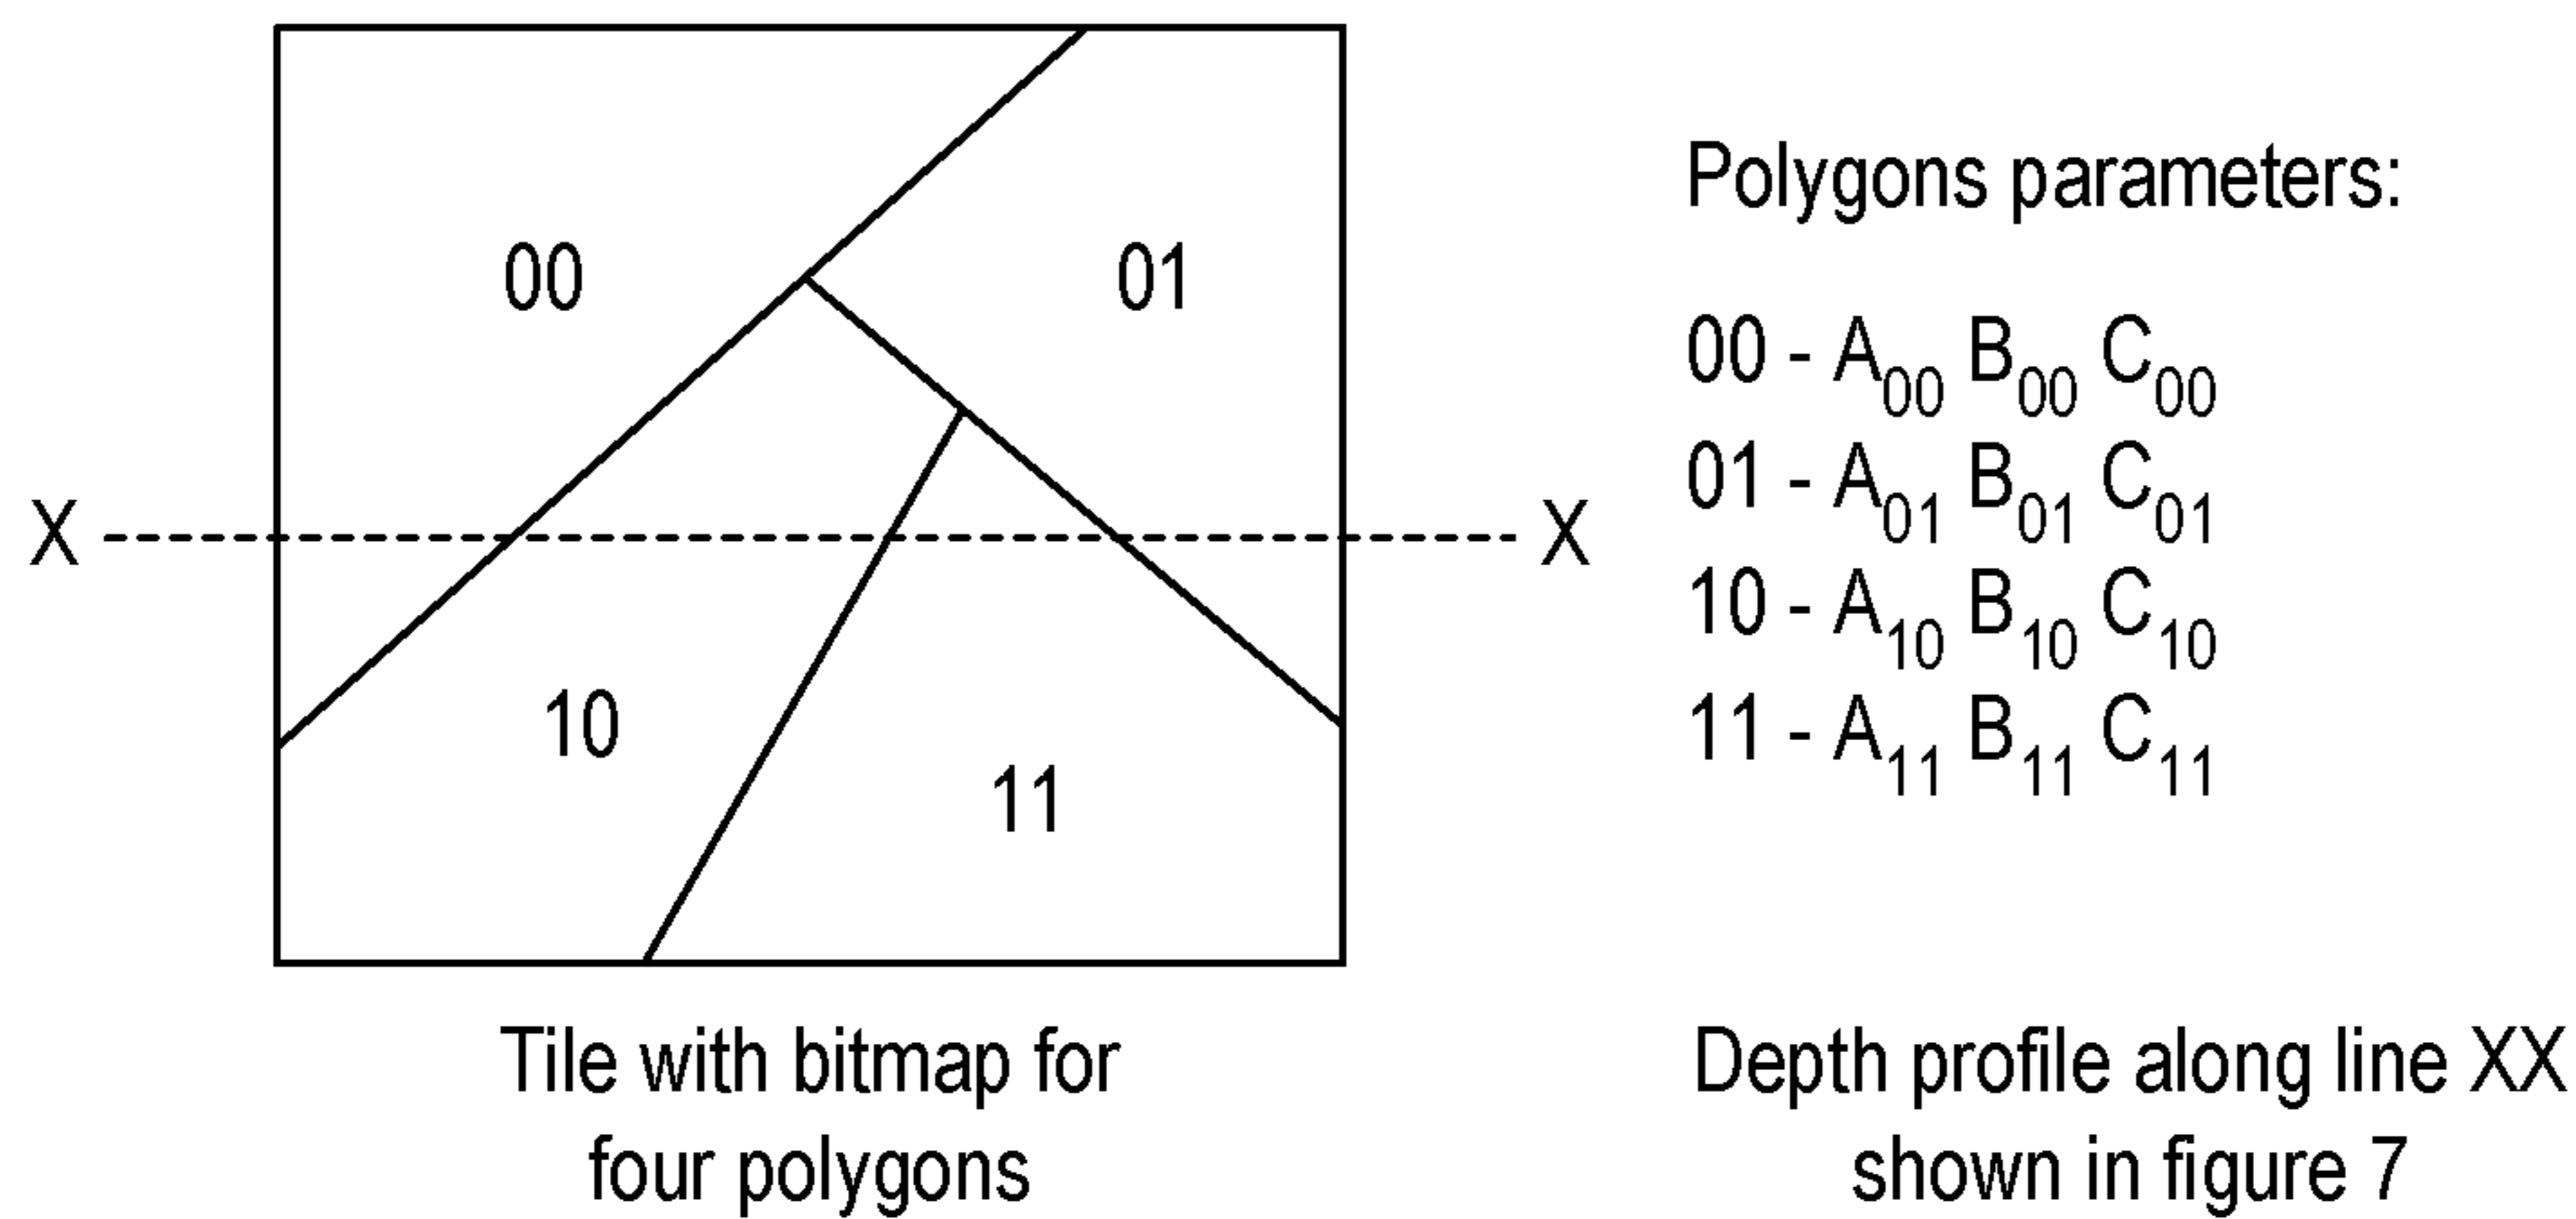 00
01
X
X
10
11
Tile with bitmap for
four polygons
Polygons parameters:
00 - A₀₀ B₀₀ C₀₀
01 - A₀₁ B₀₁ C₀₁
10 - A₁₀ B₁₀ C₁₀
11 - A₁₁ B₁₁ C₁₁
Depth profile along line XX
shown in figure 7